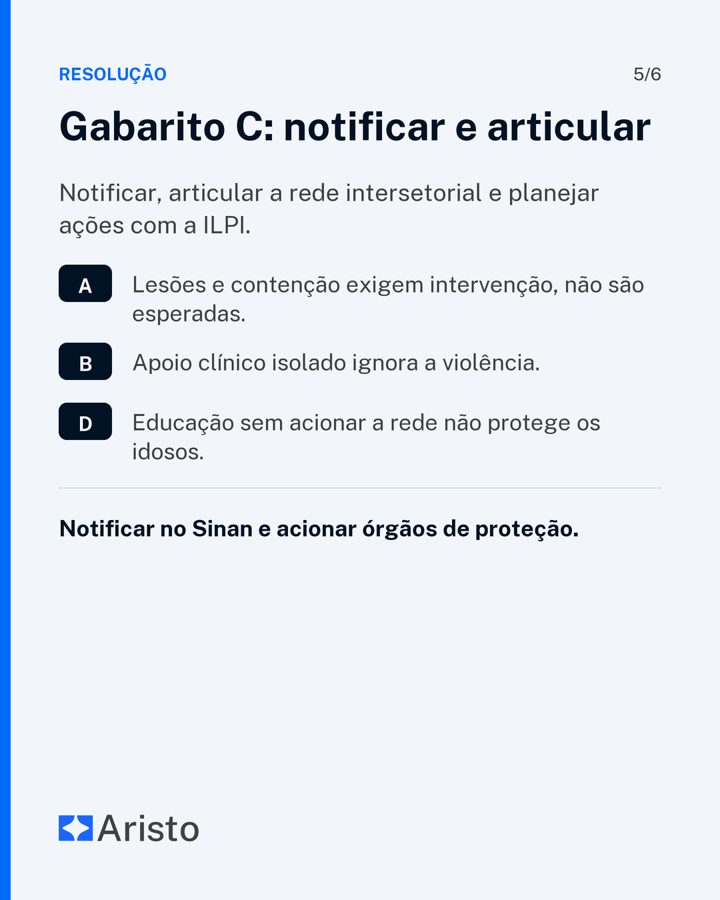 RESOLUÇÃO
5/6
Gabarito C: notificar e articular
Notificar, articular a rede intersetorial e planejar
ações com a ILPI.
A
Lesões e contenção exigem intervenção, não são
esperadas.
B
Apoio clínico isolado ignora a violência.
D
Educação sem acionar a rede não protege os
idosos.
Notificar no Sinan e acionar órgãos de proteção.
Aristo